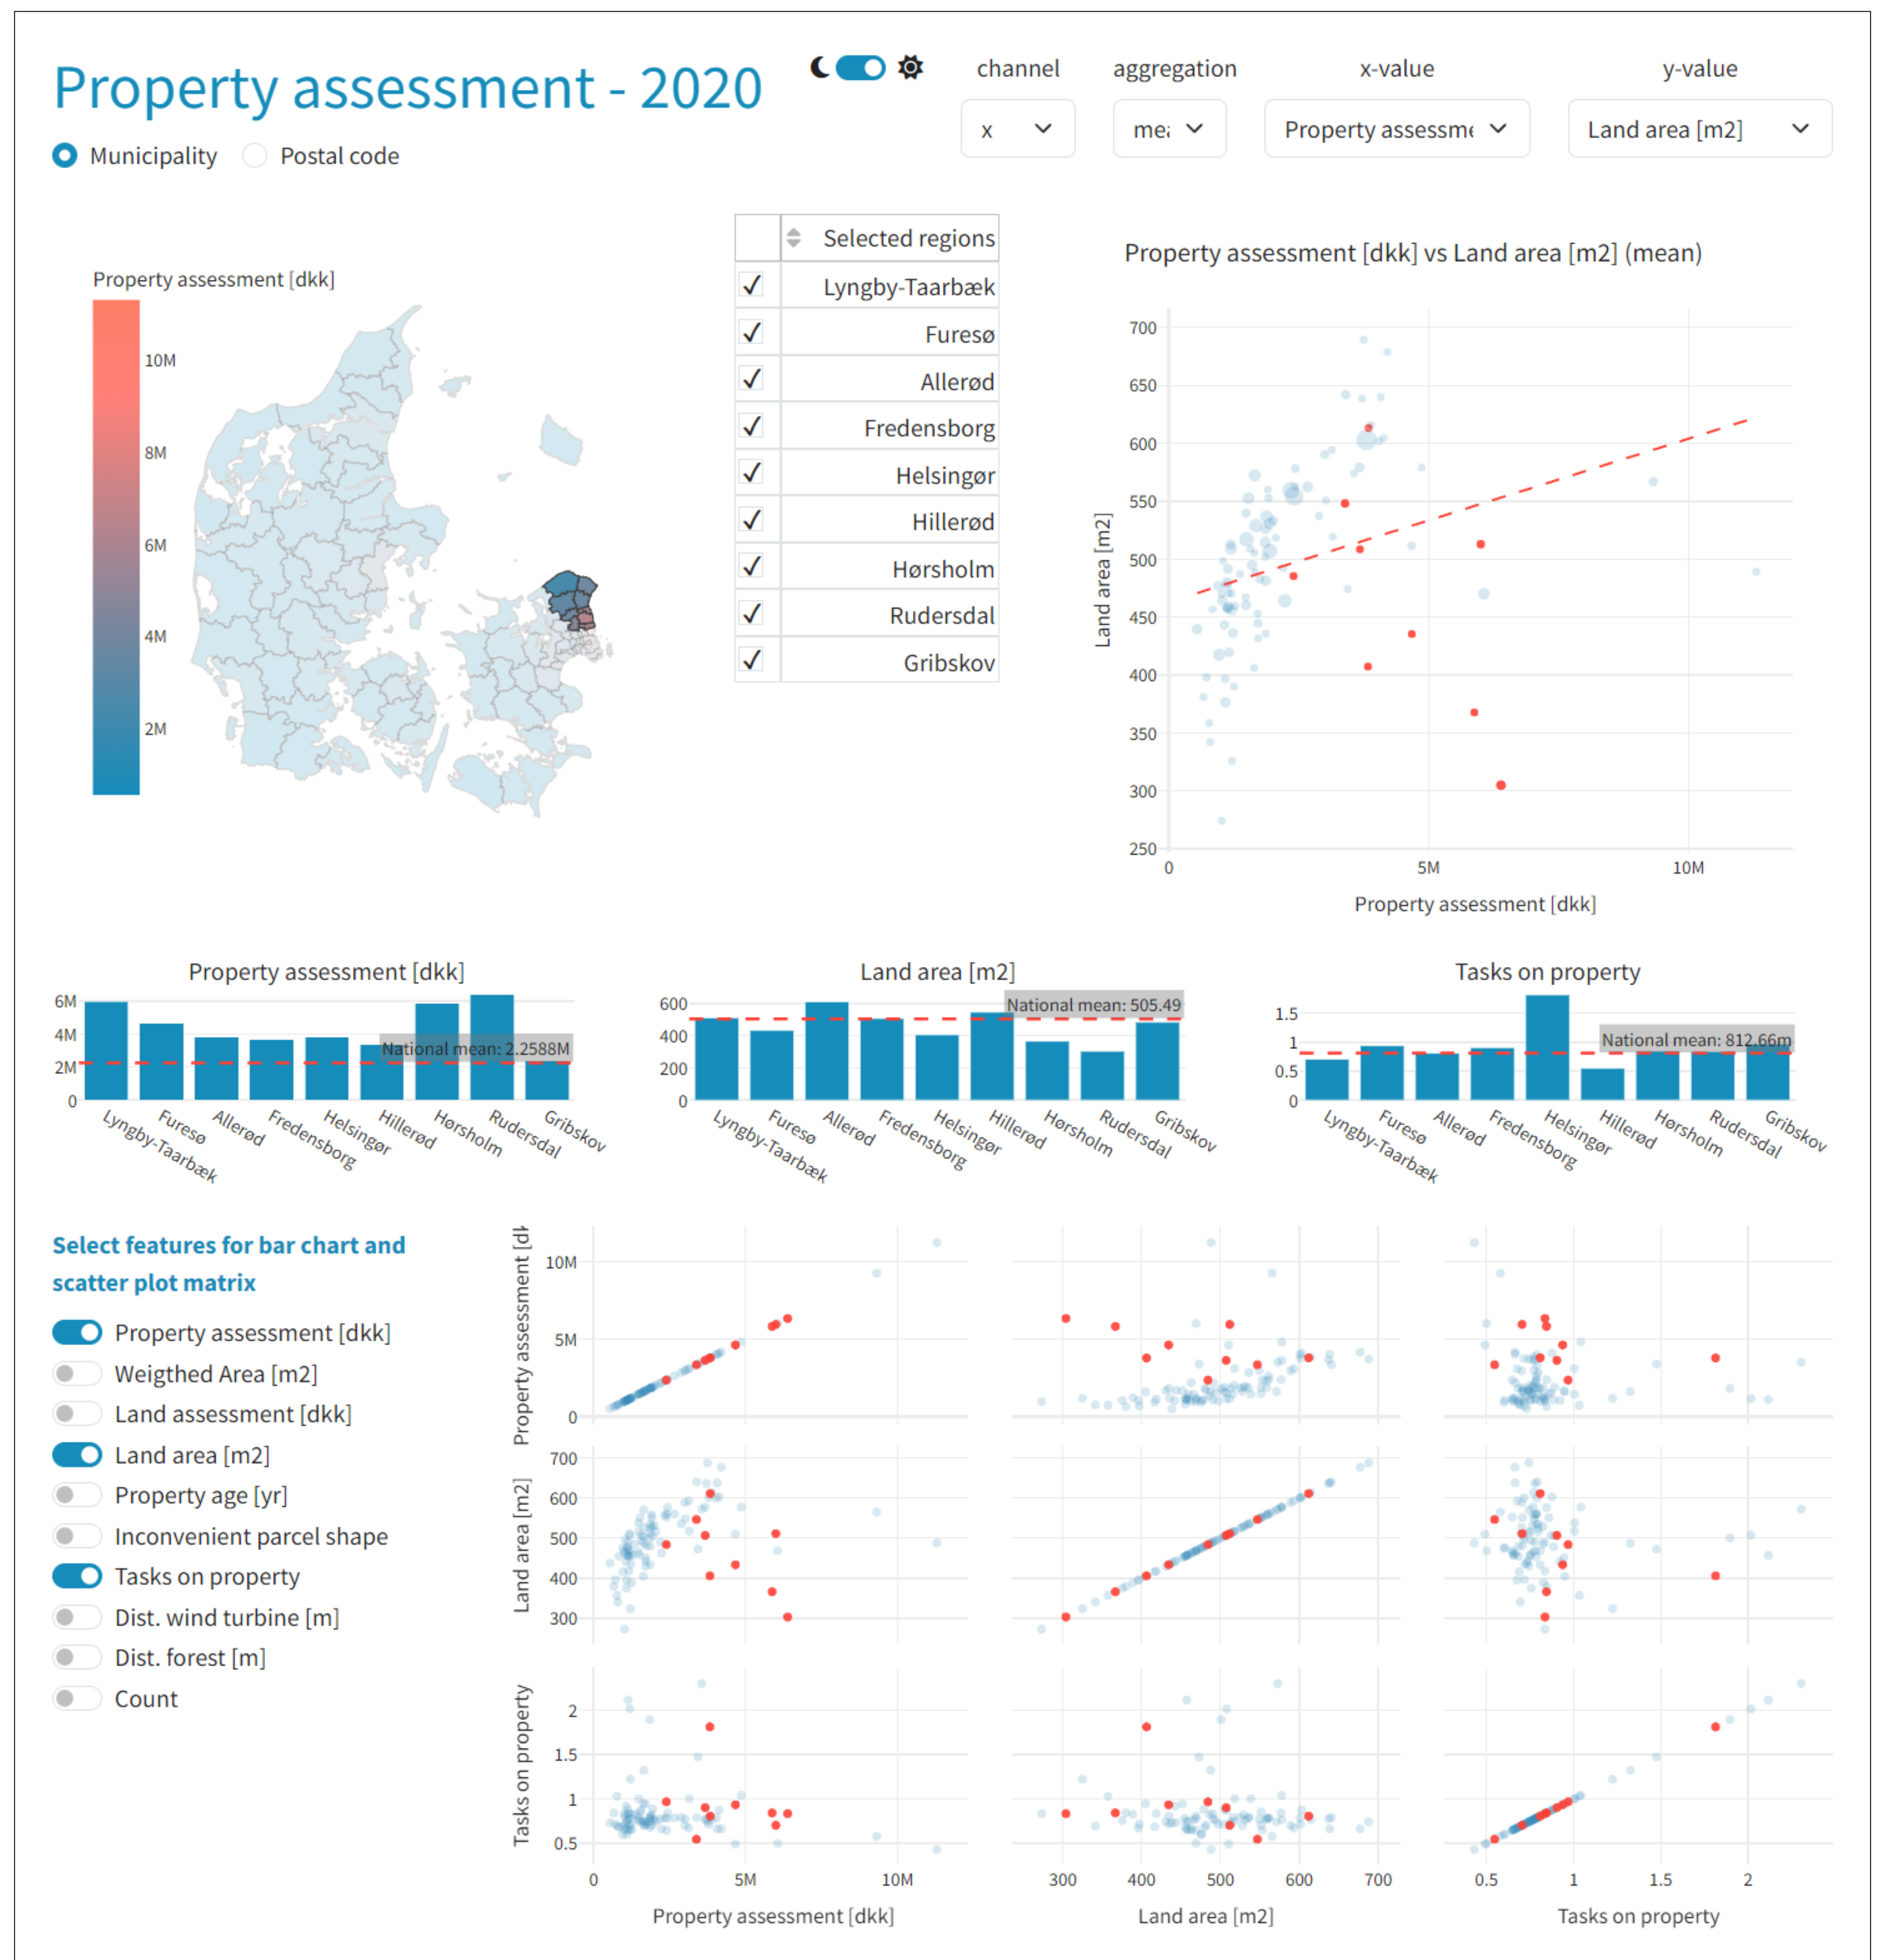 Property assessment - 2020
channel
aggregation
x-value
y-value
x
Property assessme
Land area [m2]
Municipality
Postal code
Property assessment [dkk]
10M
8M
6M
4M
2M
Selected regions
Lyngby-Taarbæk
Furesø
Allerød
Fredensborg
Helsingør
Hillerød
Hørsholm
Rudersdal
Gribskov
Property assessment [dkk] vs Land area [m2] (mean)
Land area [m2]
700
650
600
550
500
450
400
350
300
250
0
5M
10M
Property assessment [dkk]
Property assessment [dkk]
6M
4M
2M
0
National mean: 2.2588M
Lyngby-Taarbæk
Furesø
Allerød
Fredensborg
Helsingør
Hillerød
Hørsholm
Rudersdal
Gribskov
Land area [m2]
600
400
200
0
National mean: 505.49
Lyngby-Taarbæk
Furesø
Allerød
Fredensborg
Helsingør
Hillerød
Hørsholm
Rudersdal
Gribskov
Tasks on property
1.5
1
0.5
0
National mean: 812.66m
Lyngby-Taarbæk
Furesø
Allerød
Fredensborg
Helsingør
Hillerød
Hørsholm
Rudersdal
Gribskov
Select features for bar chart and
scatter plot matrix
Property assessment [dkk]
Weigthed Area [m2]
Land assessment [dkk]
Land area [m2]
Property age [yr]
Inconvenient parcel shape
Tasks on property
Dist. wind turbine [m]
Dist. forest [m]
Count
Property assessment
10M
5M
0
Land area [m2]
700
600
500
400
300
Tasks on property
2
1.5
1
0.5
0
5M
10M
Property assessment [dkk]
300
400
500
600
700
Land area [m2]
0.5
1
1.5
2
Tasks on property